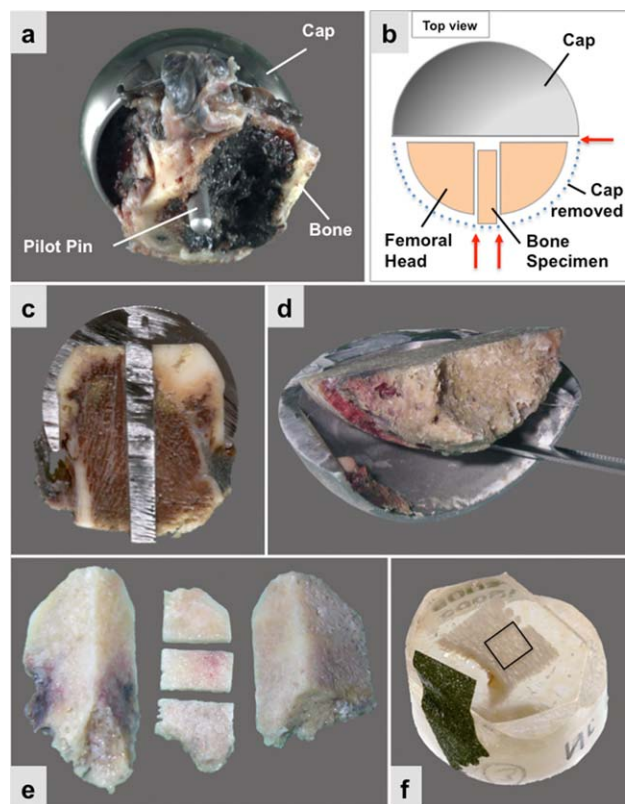 a
Cap
Pilot Pin
Bone
b
Top view
Cap
Cap
removed
Femoral
Head
Bone
Specimen
c
d
e
f